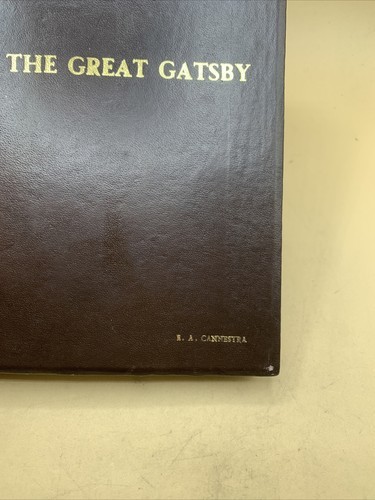 THE GREAT GATSBY
E. A. CANNESTRA